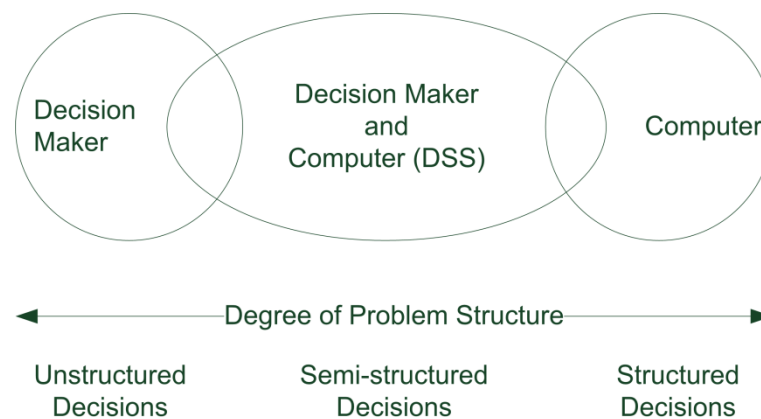 Decision
Maker
Decision Maker
and
Computer (DSS)
Computer
Degree of Problem Structure
Unstructured
Decisions
Semi-structured
Decisions
Structured
Decisions